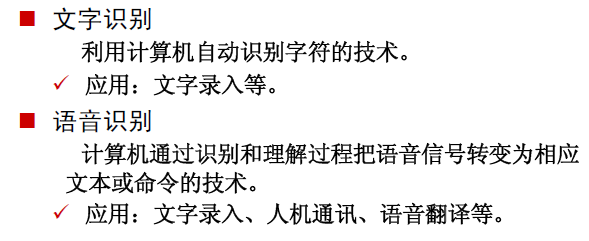 文字识别
利用计算机自动识别字符的技术。
应用：文字录入等。
语音识别
计算机通过识别和理解过程把语音信号转变为相应
文本或命令的技术。
应用：文字录入、人机通讯、语音翻译等。